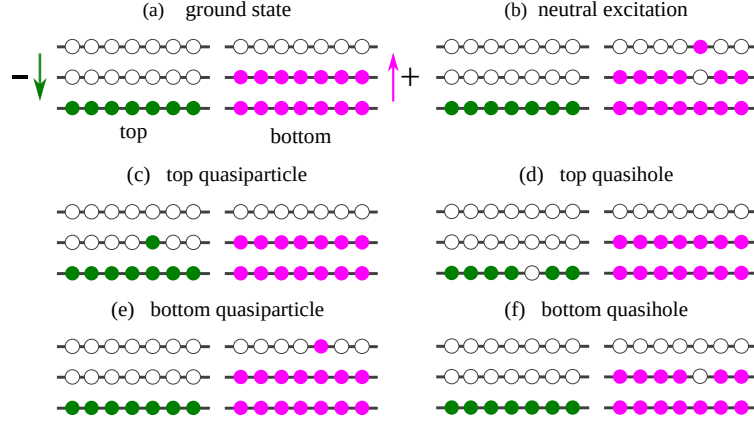 (a) ground state
(b) neutral excitation
−
+
top
bottom
(c) top quasiparticle
(d) top quasihole
(e) bottom quasiparticle
(f) bottom quasihole